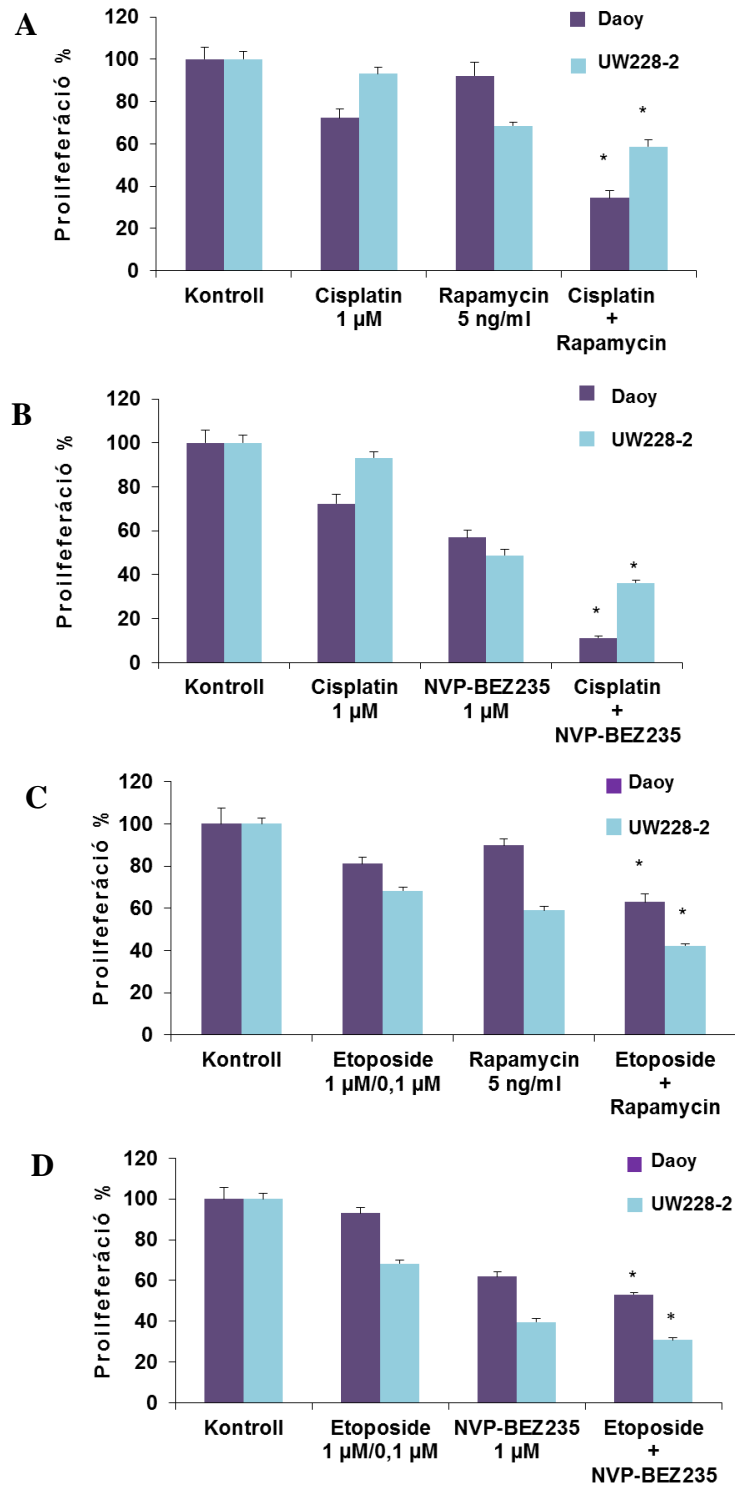 A
Proilfeferáció %
120
100
80
60
40
20
0
Daoy
UW228-2
*
*
Kontroll
Cisplatin
1 µM
Rapamycin
5 ng/ml
Cisplatin
+
Rapamycin
B
Proilfeferáció %
120
100
80
60
40
20
0
Daoy
UW228-2
*
*
Kontroll
Cisplatin
1 µM
NVP-BEZ235
1 µM
Cisplatin
+
NVP-BEZ235
C
Proilfeferáció %
120
100
80
60
40
20
0
Daoy
UW228-2
*
*
Kontroll
Etoposide
1 µM/0,1 µM
Rapamycin
5 ng/ml
Etoposide
+
Rapamycin
D
Proilfeferáció %
120
100
80
60
40
20
0
Daoy
UW228-2
*
*
Kontroll
Etoposide
1 µM/0,1 µM
NVP-BEZ235
1 µM
Etoposide
+
NVP-BEZ235